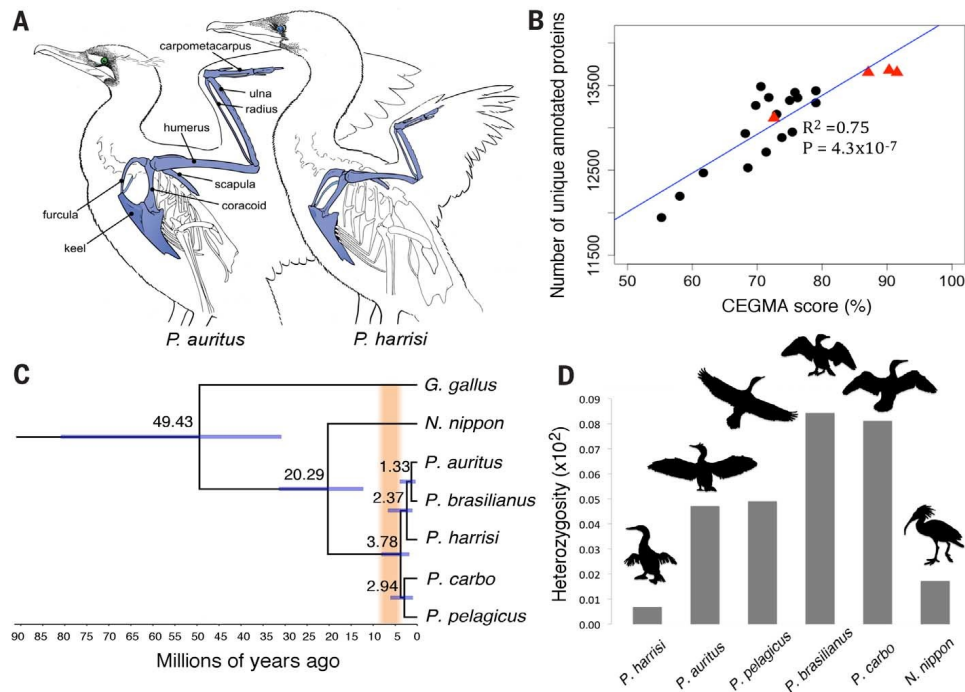 A
carpometacarpus
ulna
radius
humerus
scapula
furcula
coracoid
keel
P. auritus
P. harrisi
B
Number of unique annotated proteins
13500
12500
11500
R² =0.75
P = 4.3x10-⁷
50 60 70 80 90 100
CEGMA score (%)
C
G. gallus
49.43
N. nippon
20.29
1.33
P. auritus
2.37
P. brasilianus
P. harrisi
3.78
P. carbo
2.94
P. pelagicus
90 85 80 75 70 65 60 55 50 45 40 35 30 25 20 15 10 5 0
Millions of years ago
D
Heterozygosity (x10²)
0.09
0.08
0.07
0.06
0.05
0.04
0.03
0.02
0.01
0.00
P. harrisi
P. auritus
P. pelagicus
P. brasilianus
P. carbo
N. nippon